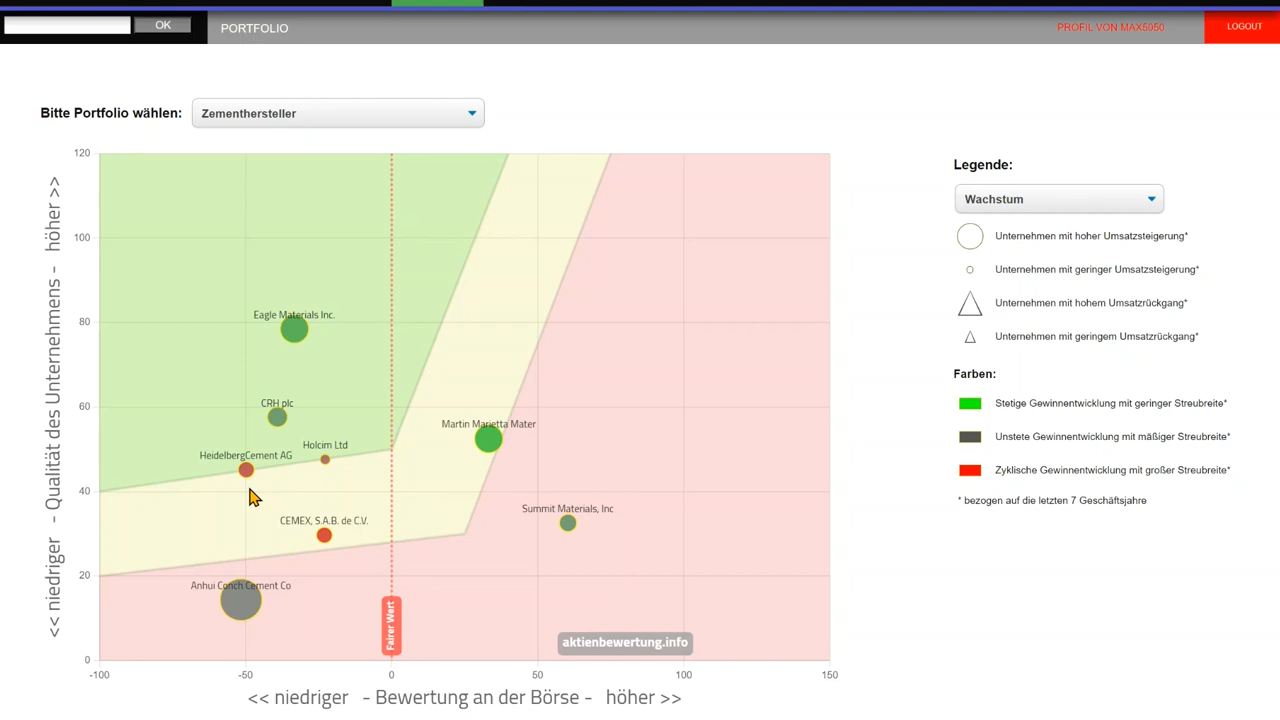 OK
PORTFOLIO
PROFIL VON MAX5050
LOGOUT
Bitte Portfolio wählen:
Zementhersteller
120
100
80
60
40
20
0
-100
-50
0
50
100
150
<< niedriger - Qualität des Unternehmens - höher >>
<< niedriger - Bewertung an der Börse - höher >>
Eagle Materials Inc.
CRH plc
Holcim Ltd
HeidelbergCement AG
Martin Marietta Mater
CEMEX, S.A.B. de C.V.
Summit Materials, Inc
Anhui Conch Cement Co
Fairer Wert
aktienbewertung.info
Legende:
Wachstum
Unternehmen mit hoher Umsatzsteigerung*
Unternehmen mit geringer Umsatzsteigerung*
Unternehmen mit hohem Umsatzrückgang*
Unternehmen mit geringem Umsatzrückgang*
Farben:
Stetige Gewinnentwicklung mit geringer Streubreite*
Unstete Gewinnentwicklung mit mäßiger Streubreite*
Zyklische Gewinnentwicklung mit großer Streubreite*
* bezogen auf die letzten 7 Geschäftsjahre